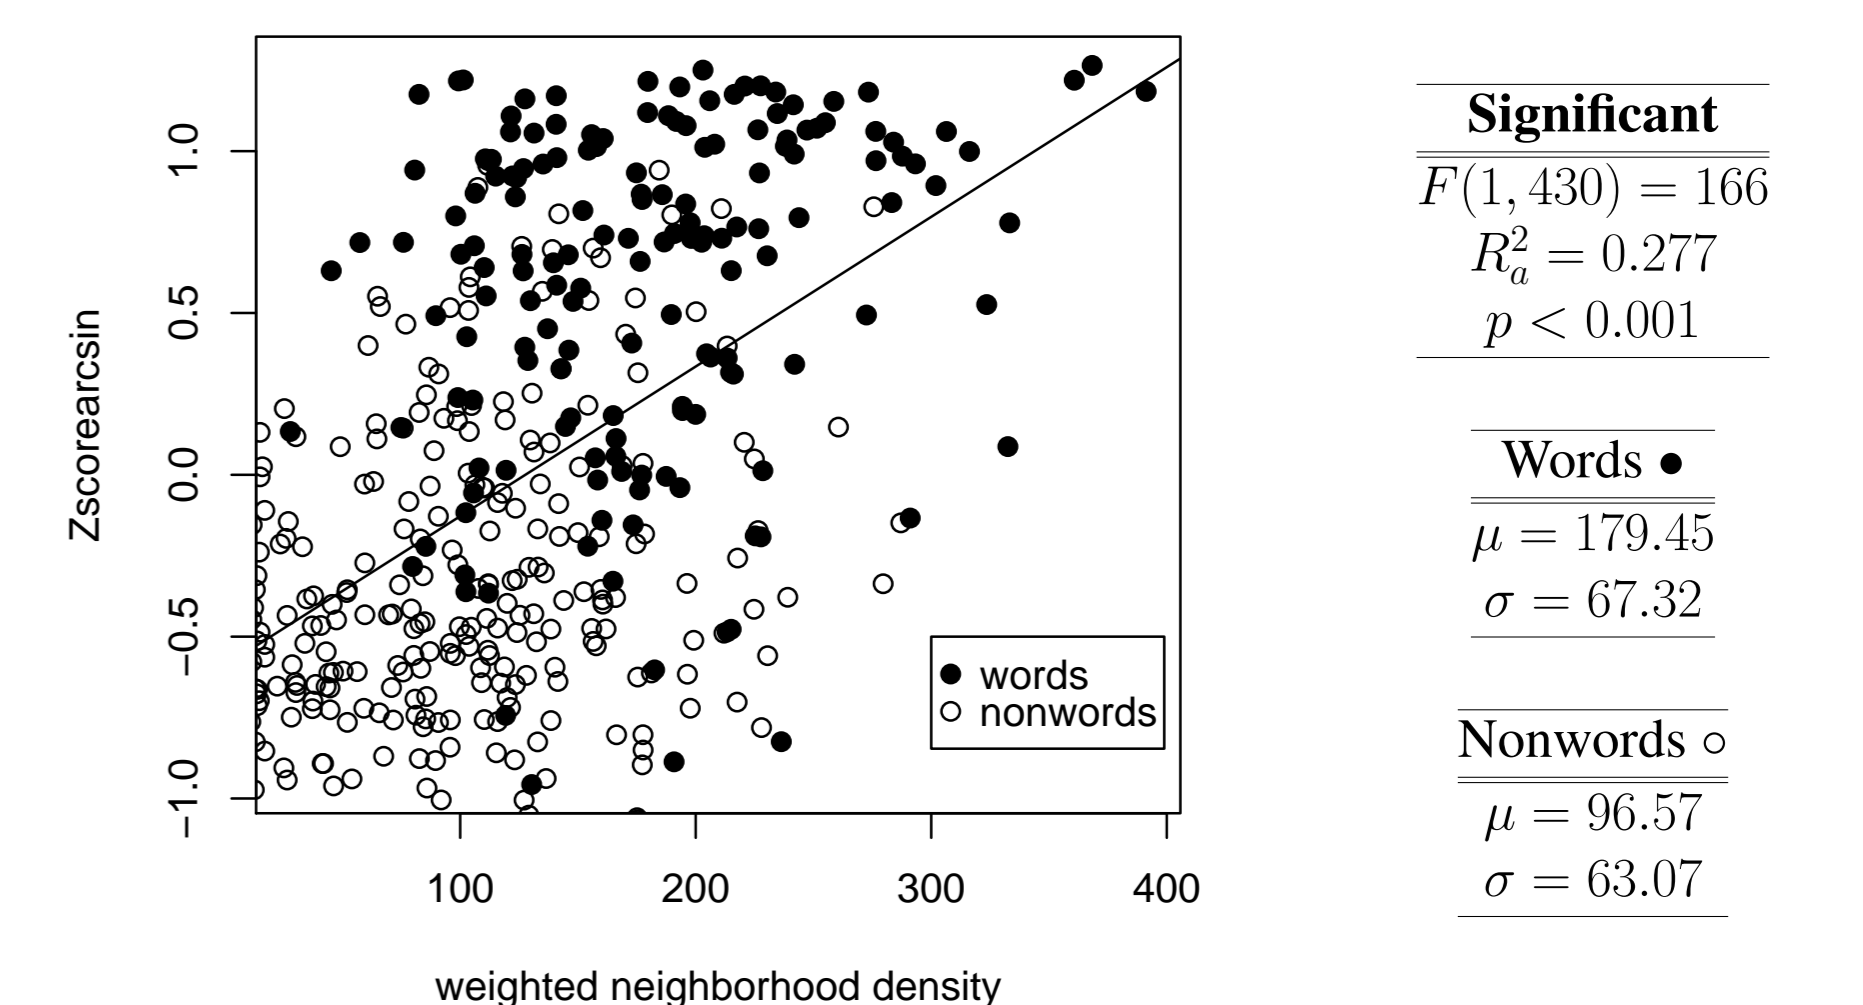 Zscorearcsin
1.0
0.5
0.0
−0.5
−1.0
100 200 300 400
weighted neighborhood density
● words
○ nonwords
Significant
F(1, 430) = 166
R²ₐ = 0.277
p < 0.001
Words ●
μ = 179.45
σ = 67.32
Nonwords ○
μ = 96.57
σ = 63.07